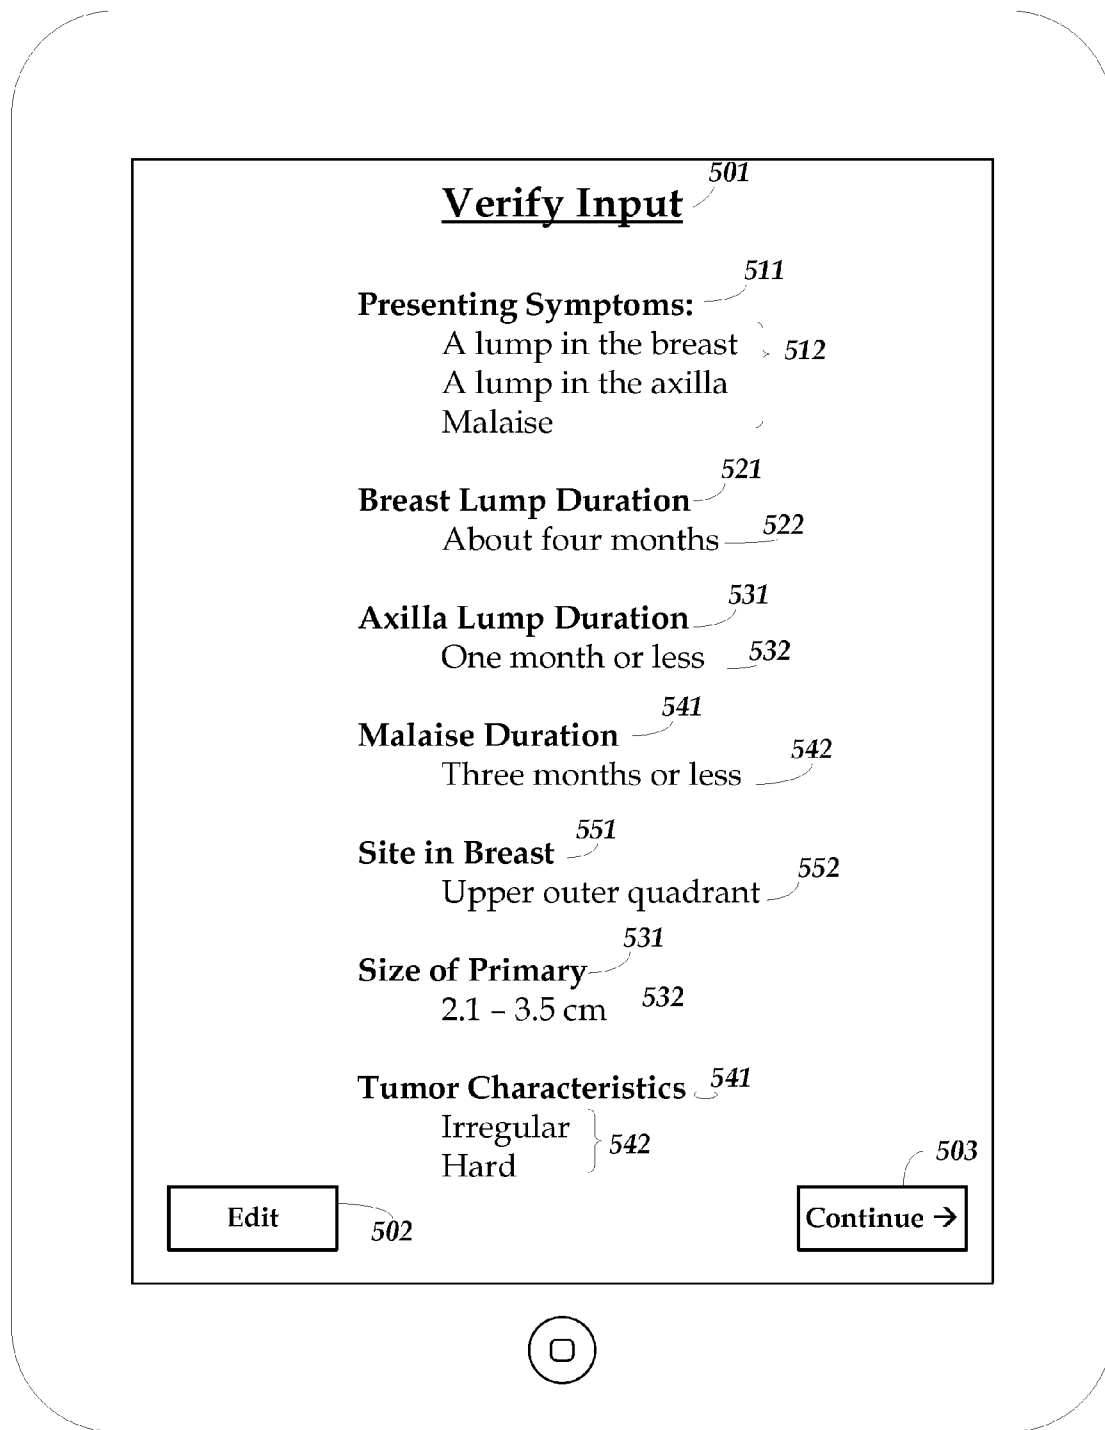 501
Verify Input
511
Presenting Symptoms:
A lump in the breast
512
A lump in the axilla
Malaise
521
Breast Lump Duration
522
About four months
531
Axilla Lump Duration
532
One month or less
541
Malaise Duration
542
Three months or less
551
Site in Breast
552
Upper outer quadrant
531
Size of Primary
532
2.1 – 3.5 cm
541
Tumor Characteristics
Irregular
542
Hard
503
Edit
502
Continue →